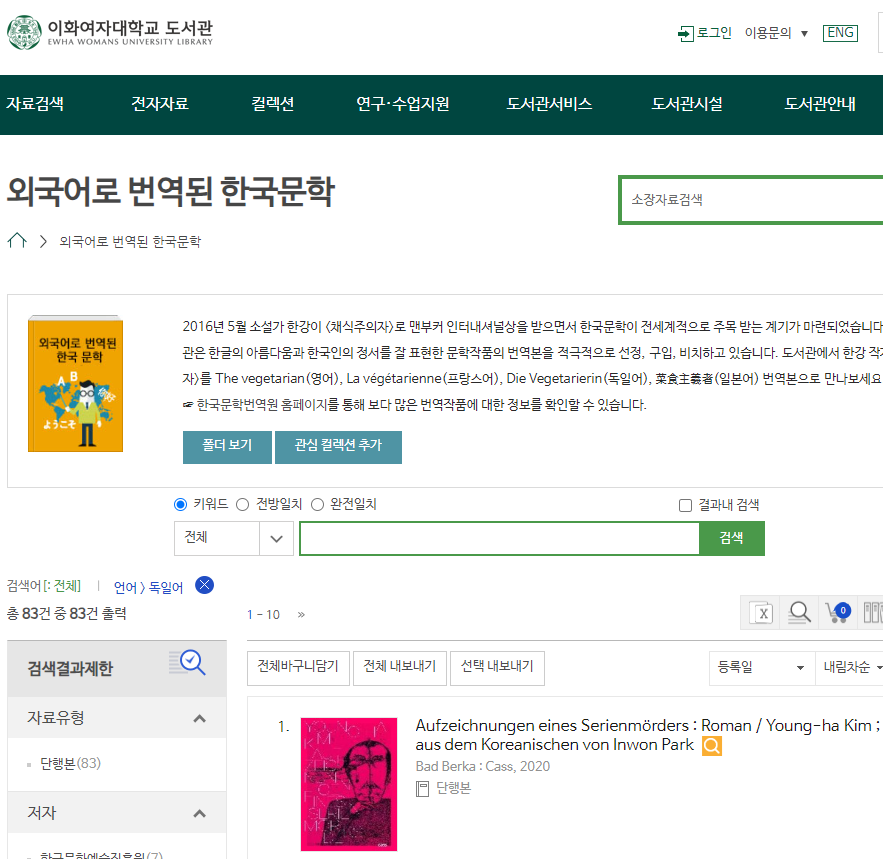 이화여자대학교 도서관
EWHA WOMANS UNIVERSITY LIBRARY
로그인 이용문의 ▼ ENG
자료검색 전자자료 컬렉션 연구·수업지원 도서관서비스 도서관시설 도서관안내
외국어로 번역된 한국문학
소장자료검색
외국어로 번역된 한국문학
외국어로 번역된
한국 문학
A B
ようこそ
2016년 5월 소설가 한강이 <채식주의자>로 맨부커 인터내셔널상을 받으면서 한국문학이 전세계적으로 주목 받는 계기가 마련되었습니다
관은 한글의 아름다움과 한국인의 정서를 잘 표현한 문학작품의 번역본을 적극적으로 선정, 구입, 비치하고 있습니다. 도서관에서 한강 작
자>를 The vegetarian(영어), La végétarienne(프랑스어), Die Vegetarierin(독일어), 菜食主義者(일본어) 번역본으로 만나보세요
☞ 한국문학번역원 홈페이지를 통해 보다 많은 번역작품에 대한 정보를 확인할 수 있습니다.
폴더 보기 관심 컬렉션 추가
키워드 전방일치 완전일치 결과내 검색
전체 검색
검색어[: 전체] | 언어 > 독일어
총 83건 중 83건 출력
1 - 10 »
X 0
검색결과제한
전체바구니담기 전체 내보내기 선택 내보내기 등록일 내림차순
자료유형
단행본(83)
저자
한국문화예술진흥원(7)
1. Aufzeichnungen eines Serienmörders : Roman / Young-ha Kim ;
aus dem Koreanischen von Inwon Park
Bad Berka : Cass, 2020
단행본